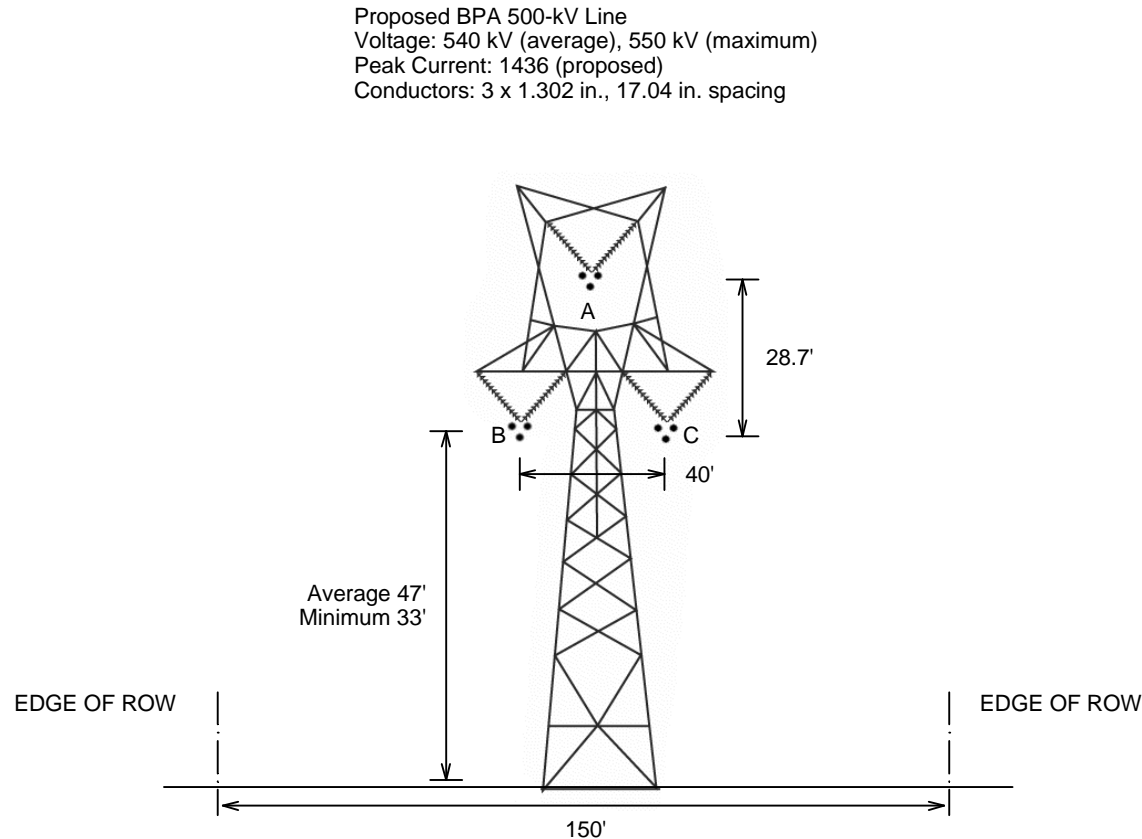 Proposed BPA 500-kV Line
Voltage: 540 kV (average), 550 kV (maximum)
Peak Current: 1436 (proposed)
Conductors: 3 x 1.302 in., 17.04 in. spacing
A
28.7'
B
C
40'
Average 47'
Minimum 33'
EDGE OF ROW
EDGE OF ROW
150'